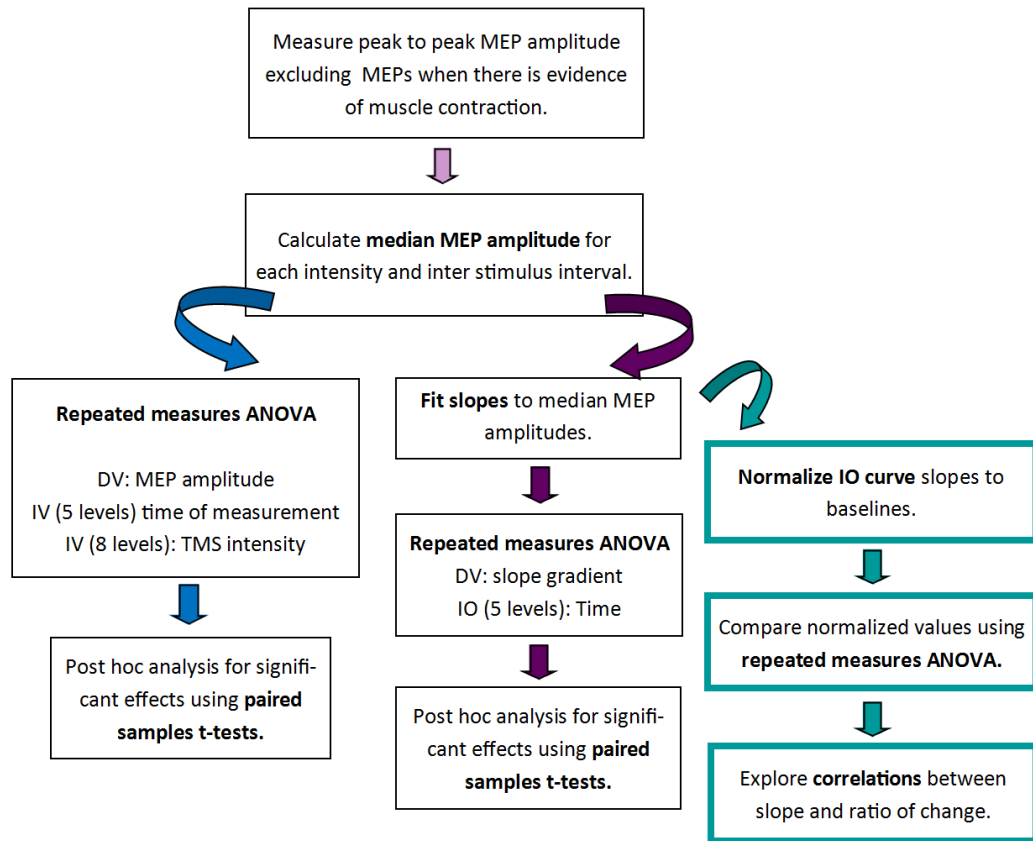 Measure peak to peak MEP amplitude
excluding MEPs when there is evidence
of muscle contraction.
Calculate median MEP amplitude for
each intensity and inter stimulus interval.
Repeated measures ANOVA
DV: MEP amplitude
IV (5 levels) time of measurement
IV (8 levels): TMS intensity
Post hoc analysis for signifi-
cant effects using paired
samples t-tests.
Fit slopes to median MEP
amplitudes.
Repeated measures ANOVA
DV: slope gradient
IO (5 levels): Time
Post hoc analysis for signifi-
cant effects using paired
samples t-tests.
Normalize IO curve slopes to
baselines.
Compare normalized values using
repeated measures ANOVA.
Explore correlations between
slope and ratio of change.